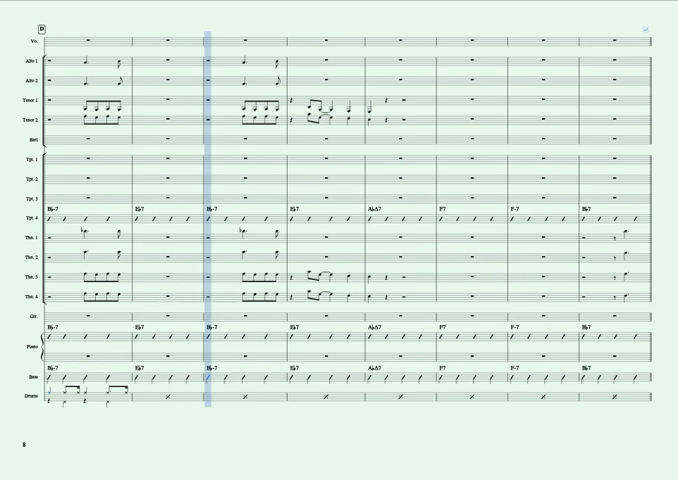 D
Vo.
Alto 1
Alto 2
Tenor 1
Tenor 2
Bari
Tpt. 1
Tpt. 2
Tpt. 3
B♭-7 E♭7 B♭-7 E♭7 A♭Δ7 F7 F-7 B♭7
Tpt. 4
Tbn. 1
Tbn. 2
Tbn. 3
Tbn. 4
Gtr.
B♭-7 E♭7 B♭-7 E♭7 A♭Δ7 F7 F-7 B♭7
Piano
B♭-7 E♭7 B♭-7 E♭7 A♭Δ7 F7 F-7 B♭7
Bass
Drums
8